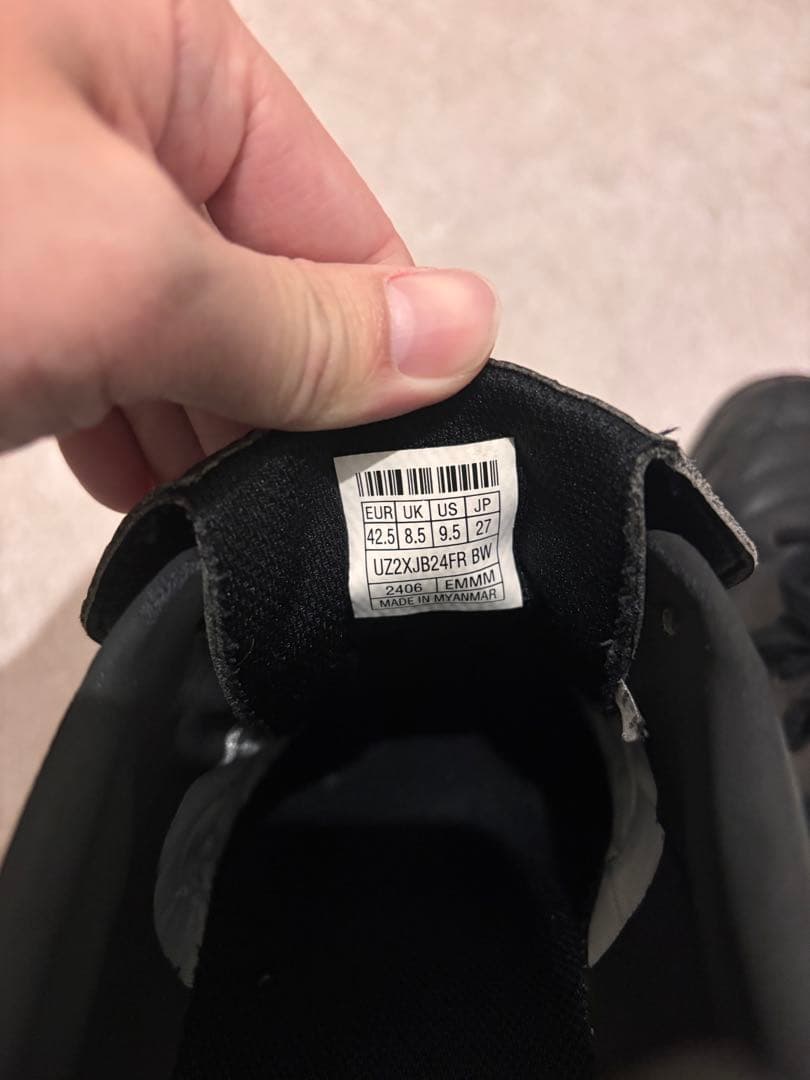 EUR UK US JP
42.5 8.5 9.5 27
UZ2XJB24FR BW
2406 EMMM
MADE IN MYANMAR